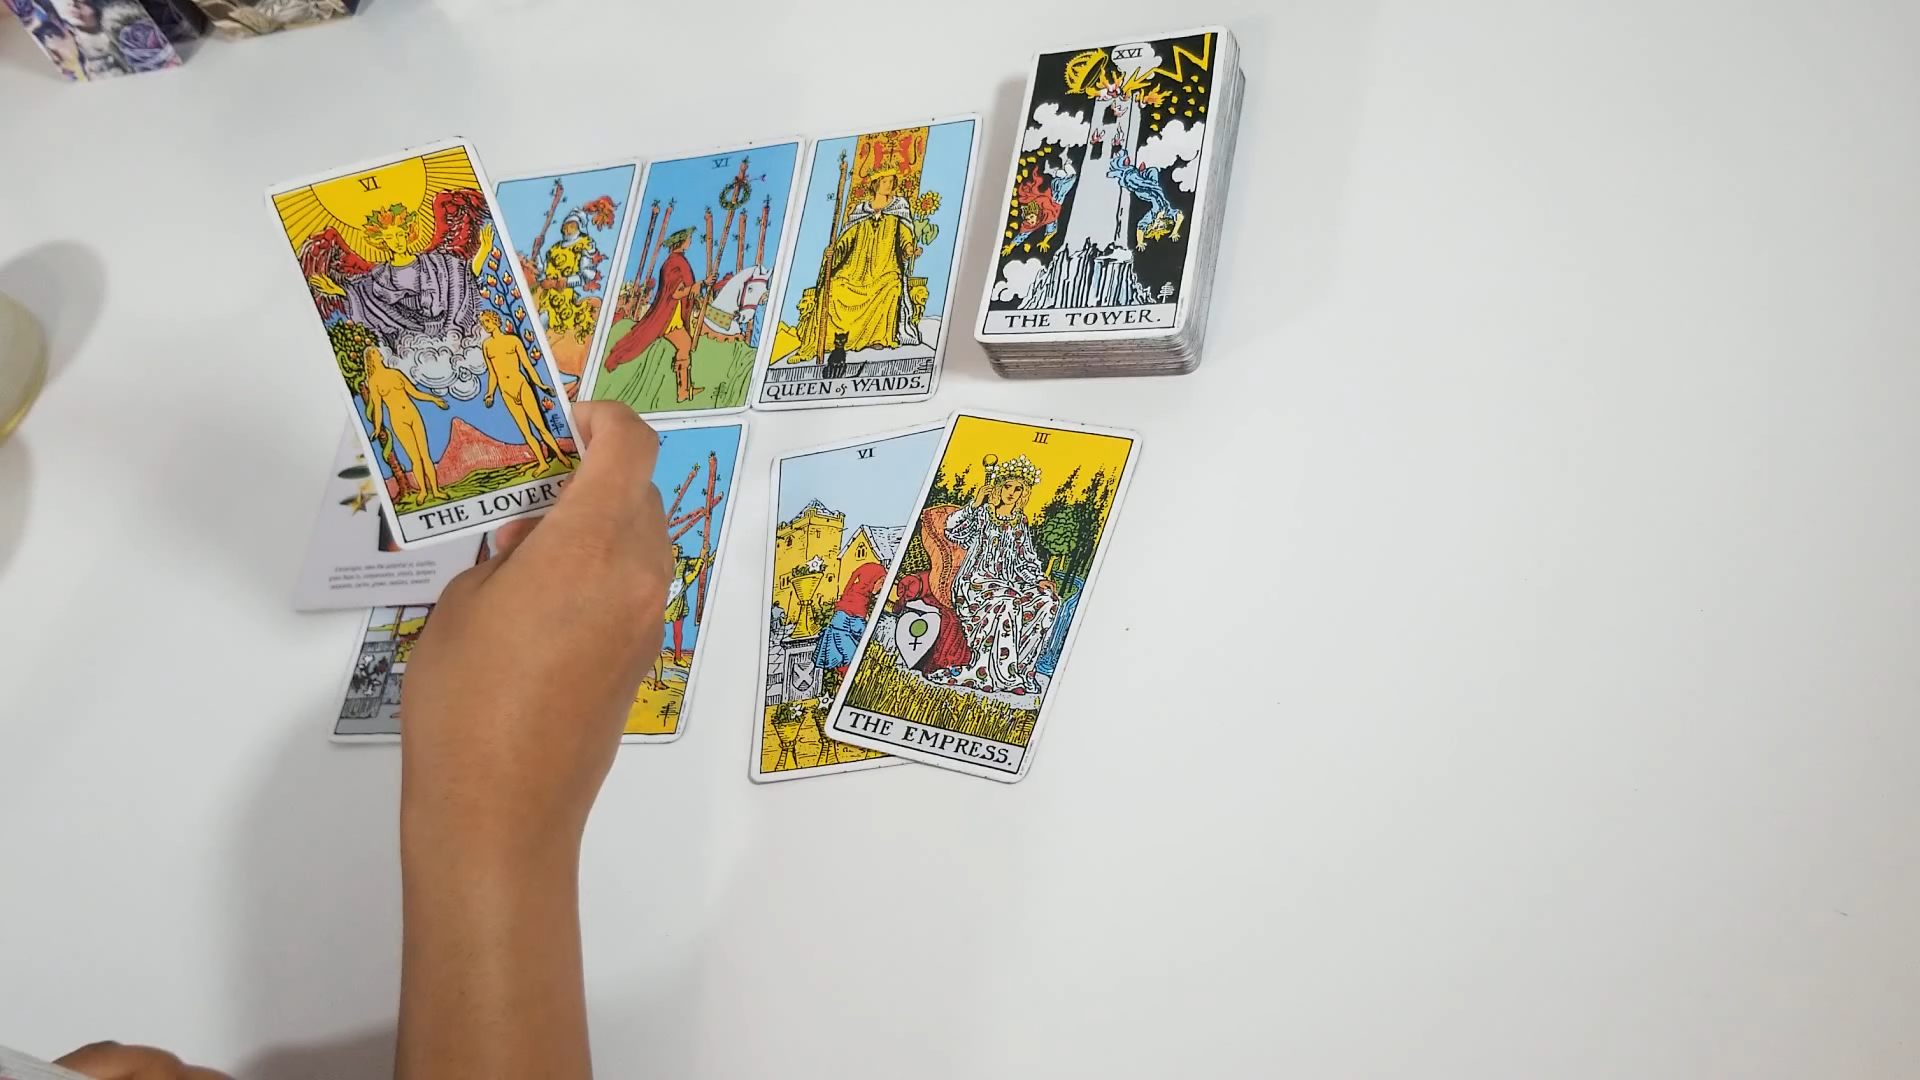 VI
THE LOVERS
VI
QUEEN of WANDS.
XVI
THE TOWER.
VI
III
THE EMPRESS.